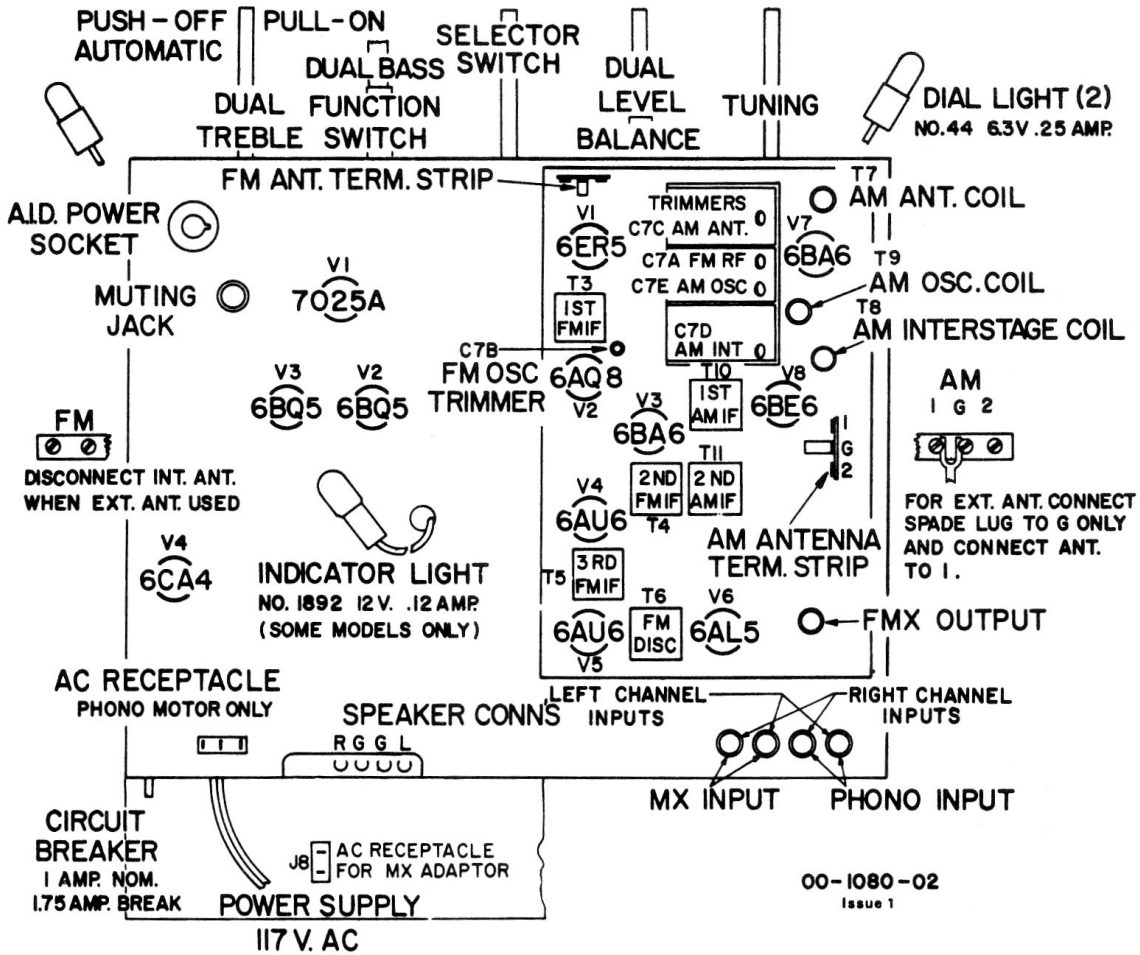 PUSH-OFF PULL-ON
AUTOMATIC
DUAL BASS
SELECTOR
SWITCH
DUAL
LEVEL
BALANCE
DUAL
TREBLE
FUNCTION
SWITCH
TUNING
DIAL LIGHT (2)
NO.44 6.3V .25 AMP.
FM ANT. TERM. STRIP
A.I.D. POWER
SOCKET
MUTING
JACK
V1
7025A
V3
6BQ5
V2
6BQ5
V1
6ER5
T3
1ST
FMIF
C7B
FM OSC
TRIMMER
6AQ8
V2
TRIMMERS
C7C AM ANT.
C7A FM RF
C7E AM OSC
C7D
AM INT
V7
6BA6
T7
AM ANT. COIL
T9
AM OSC. COIL
T8
AM INTERSTAGE COIL
T10
1ST
AM IF
V8
6BE6
V3
6BA6
AM
1 G 2
FM
DISCONNECT INT. ANT.
WHEN EXT. ANT. USED
1
G
2
FOR EXT. ANT. CONNECT
SPADE LUG TO G ONLY
AND CONNECT ANT.
TO 1.
T11
2ND
AMIF
2ND
FMIF
T4
V4
6AU6
AM ANTENNA
TERM. STRIP
V4
6CA4
INDICATOR LIGHT
NO. 1892 12V. .12 AMP.
(SOME MODELS ONLY)
T5
3RD
FMIF
6AU6
V5
T6
FM
DISC
V6
6AL5
FMX OUTPUT
AC RECEPTACLE
PHONO MOTOR ONLY
SPEAKER CONNS
R G G L
LEFT CHANNEL
INPUTS
RIGHT CHANNEL
INPUTS
MX INPUT
PHONO INPUT
CIRCUIT
BREAKER
1 AMP. NOM.
1.75 AMP. BREAK
J8
AC RECEPTACLE
FOR MX ADAPTOR
POWER SUPPLY
117 V. AC
00-1080-02
Issue 1